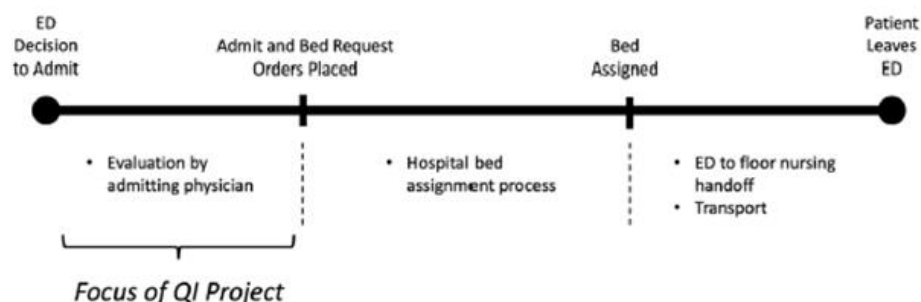 ED
Decision
to Admit
Admit and Bed Request
Orders Placed
Bed
Assigned
Patient
Leaves
ED
• Evaluation by
admitting physician
• Hospital bed
assignment process
• ED to floor nursing
handoff
• Transport
Focus of QI Project